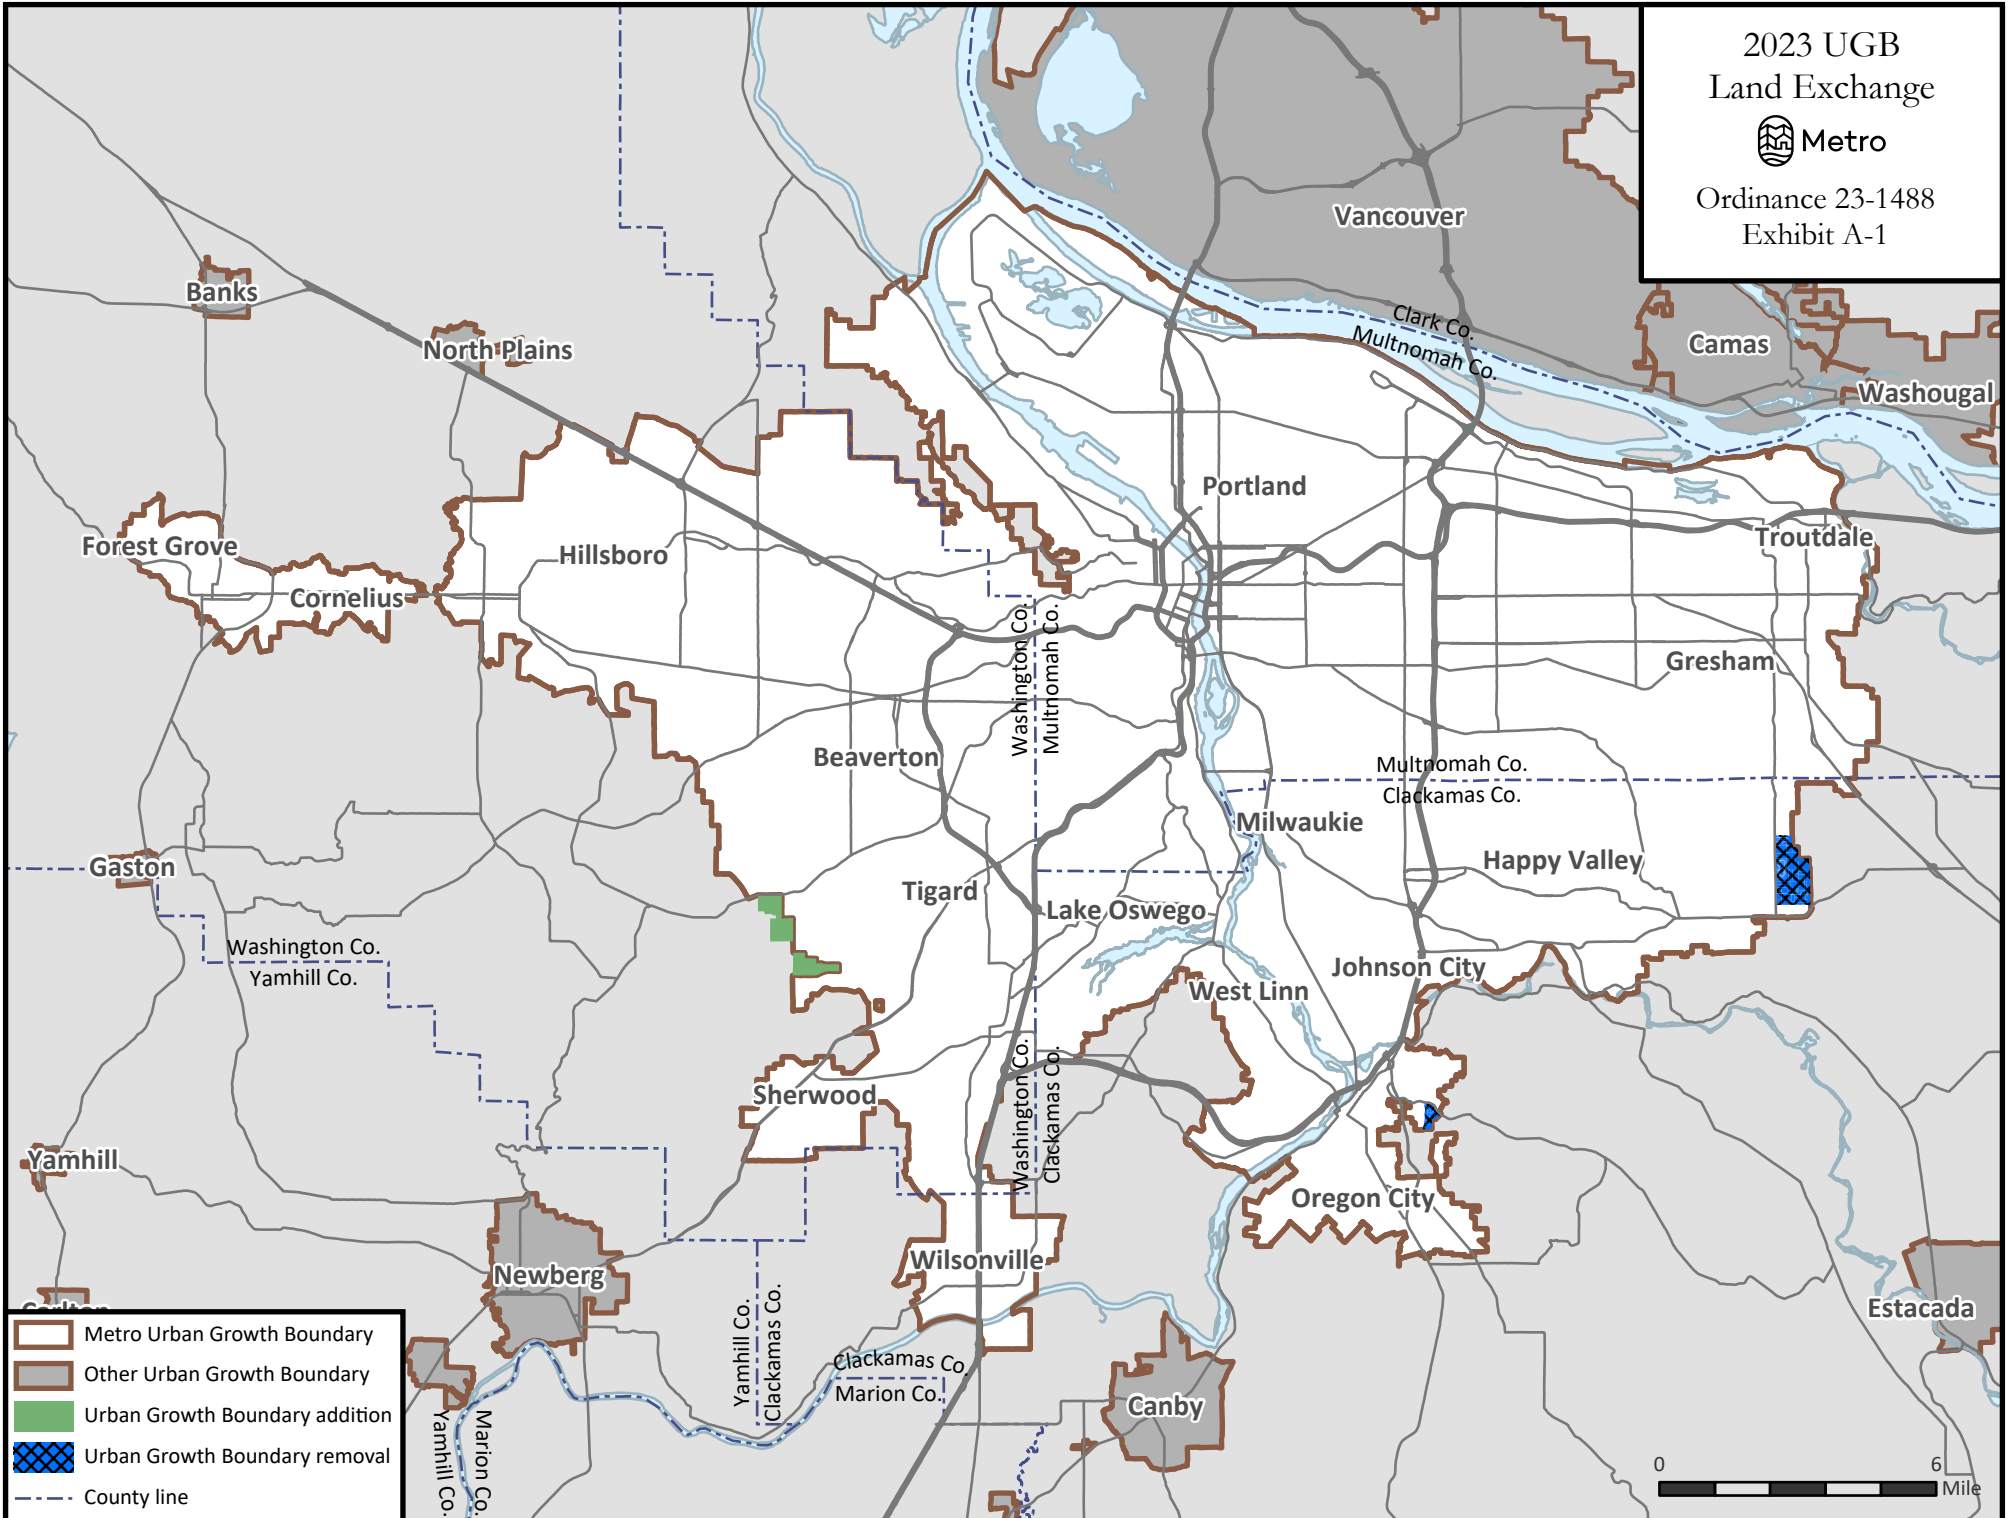 2023 UGB
Land Exchange
Metro
Ordinance 23-1488
Exhibit A-1
Vancouver
Banks
Clark Co.
Multnomah Co.
North Plains
Camas
Washougal
Portland
Troutdale
Forest Grove
Hillsboro
Cornelius
Washington Co.
Multnomah Co.
Gresham
Beaverton
Multnomah Co.
Clackamas Co.
Milwaukie
Happy Valley
Gaston
Tigard
Lake Oswego
Washington Co.
Yamhill Co.
Johnson City
West Linn
Washington Co.
Clackamas Co.
Sherwood
Yamhill
Oregon City
Wilsonville
Newberg
Estacada
Carlton
Yamhill Co.
Clackamas Co.
Clackamas Co.
Marion Co.
Canby
Yamhill Co.
Marion Co.
Metro Urban Growth Boundary
Other Urban Growth Boundary
Urban Growth Boundary addition
Urban Growth Boundary removal
County line
0 6
Mile